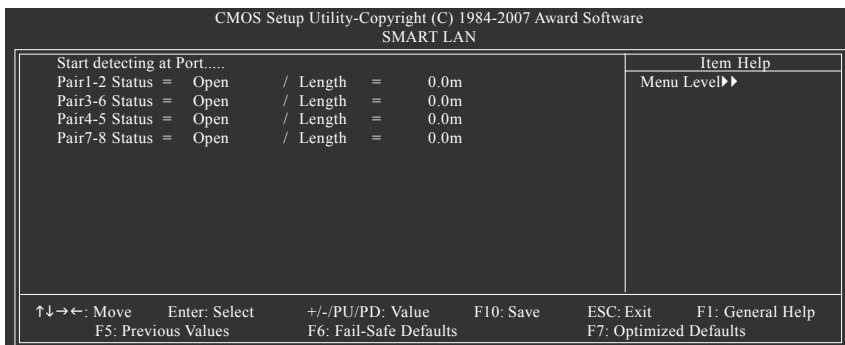 CMOS Setup Utility-Copyright (C) 1984-2007 Award Software
SMART LAN
Start detecting at Port.....
Pair1-2 Status = Open / Length = 0.0m
Pair3-6 Status = Open / Length = 0.0m
Pair4-5 Status = Open / Length = 0.0m
Pair7-8 Status = Open / Length = 0.0m
Item Help
Menu Level▶▶
↑↓→←: Move Enter: Select +/-/PU/PD: Value F10: Save ESC: Exit F1: General Help
F5: Previous Values F6: Fail-Safe Defaults F7: Optimized Defaults